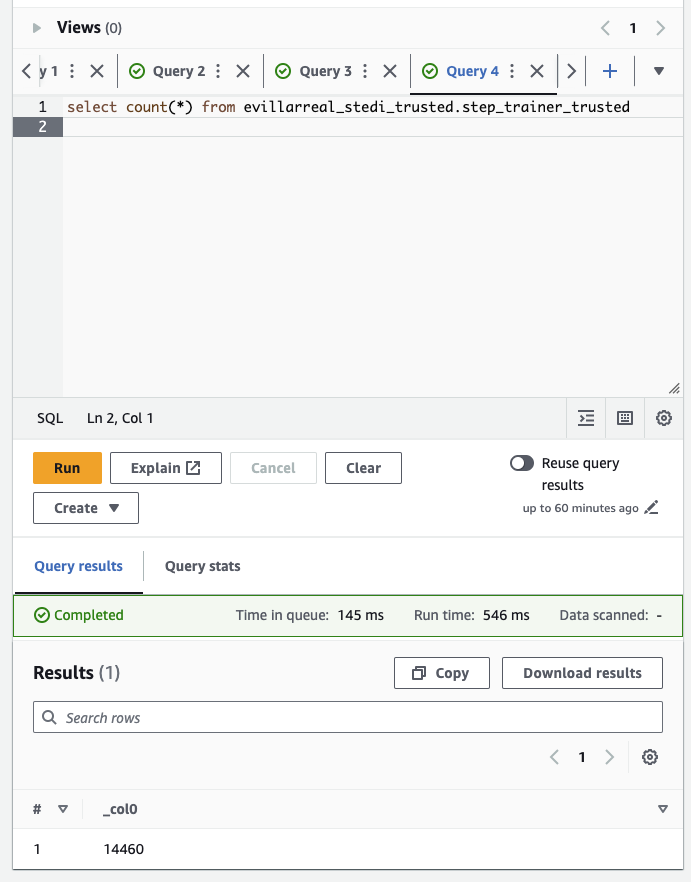 Views (0) 1
y 1 Query 2 Query 3 Query 4
1 select count(*) from evillarreal_stedi_trusted.step_trainer_trusted
2
SQL Ln 2, Col 1
Run Explain Cancel Clear
Reuse query
results
Create
up to 60 minutes ago
Query results Query stats
Completed Time in queue: 145 ms Run time: 546 ms Data scanned: -
Results (1) Copy Download results
Search rows
1
# _col0
1 14460